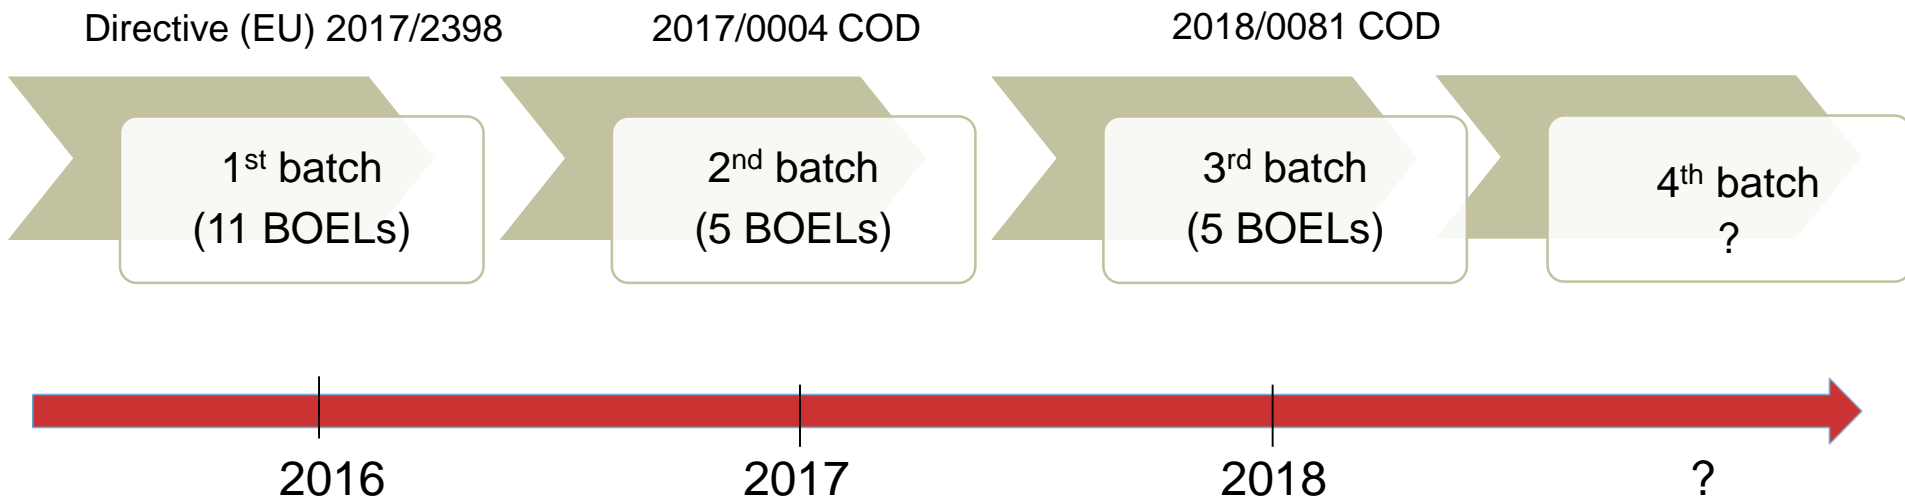 Directive (EU) 2017/2398
2017/0004 COD
2018/0081 COD
1st batch
(11 BOELs)
2nd batch
(5 BOELs)
3rd batch
(5 BOELs)
4th batch
?
2016
2017
2018
?